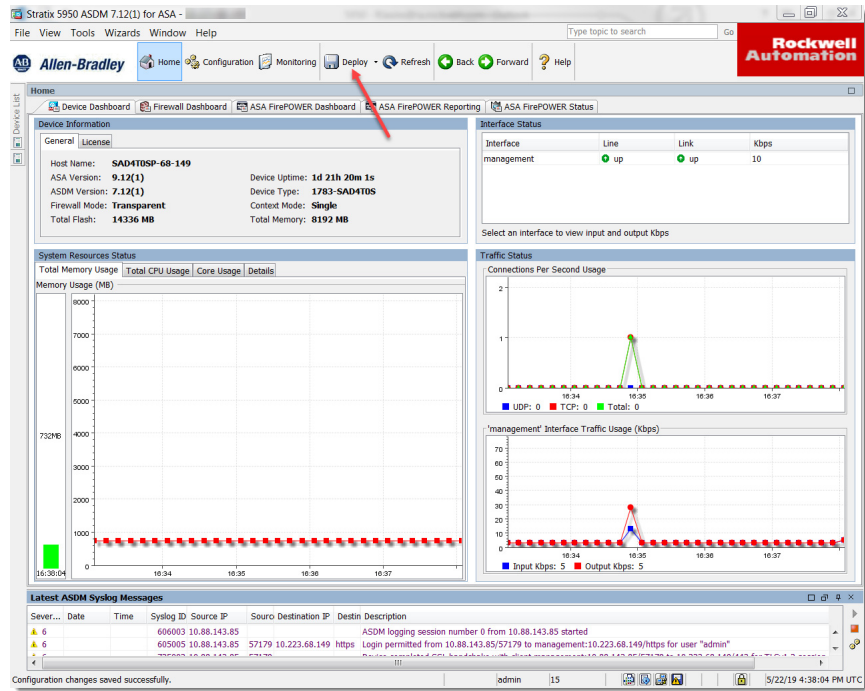 Stratix 5950 ASDM 7.12(1) for ASA -
File View Tools Wizards Window Help
Type topic to search Go
Rockwell
Automation
AB Allen-Bradley Home Configuration Monitoring Deploy Refresh Back Forward Help
Device List
Home
Device Dashboard Firewall Dashboard ASA FirePOWER Dashboard ASA FirePOWER Reporting ASA FirePOWER Status
Device Information
General License
Host Name: SAD4T0SP-68-149
ASA Version: 9.12(1) Device Uptime: 1d 21h 20m 1s
ASDM Version: 7.12(1) Device Type: 1783-SAD4T0S
Firewall Mode: Transparent Context Mode: Single
Total Flash: 14336 MB Total Memory: 8192 MB
Interface Status
Interface Line Link Kbps
management up up 10
Select an interface to view input and output Kbps
System Resources Status
Total Memory Usage Total CPU Usage Core Usage Details
Memory Usage (MB)
8000
7000
6000
5000
732MB 4000
3000
2000
1000
0
16:38:04 16:34 16:35 16:36 16:37
Traffic Status
Connections Per Second Usage
2
1
0
16:34 16:35 16:36 16:37
UDP: 0 TCP: 0 Total: 0
'management' Interface Traffic Usage (Kbps)
70
60
50
40
30
20
10
0
16:34 16:35 16:36 16:37
Input Kbps: 5 Output Kbps: 5
Latest ASDM Syslog Messages
Sever... Date Time Syslog ID Source IP Sourc Destination IP Destin Description
6 606003 10.88.143.85 ASDM logging session number 0 from 10.88.143.85 started
6 605005 10.88.143.85 57179 10.223.68.149 https Login permitted from 10.88.143.85/57179 to management:10.223.68.149/https for user "admin"
Configuration changes saved successfully. admin 15 5/22/19 4:38:04 PM UTC